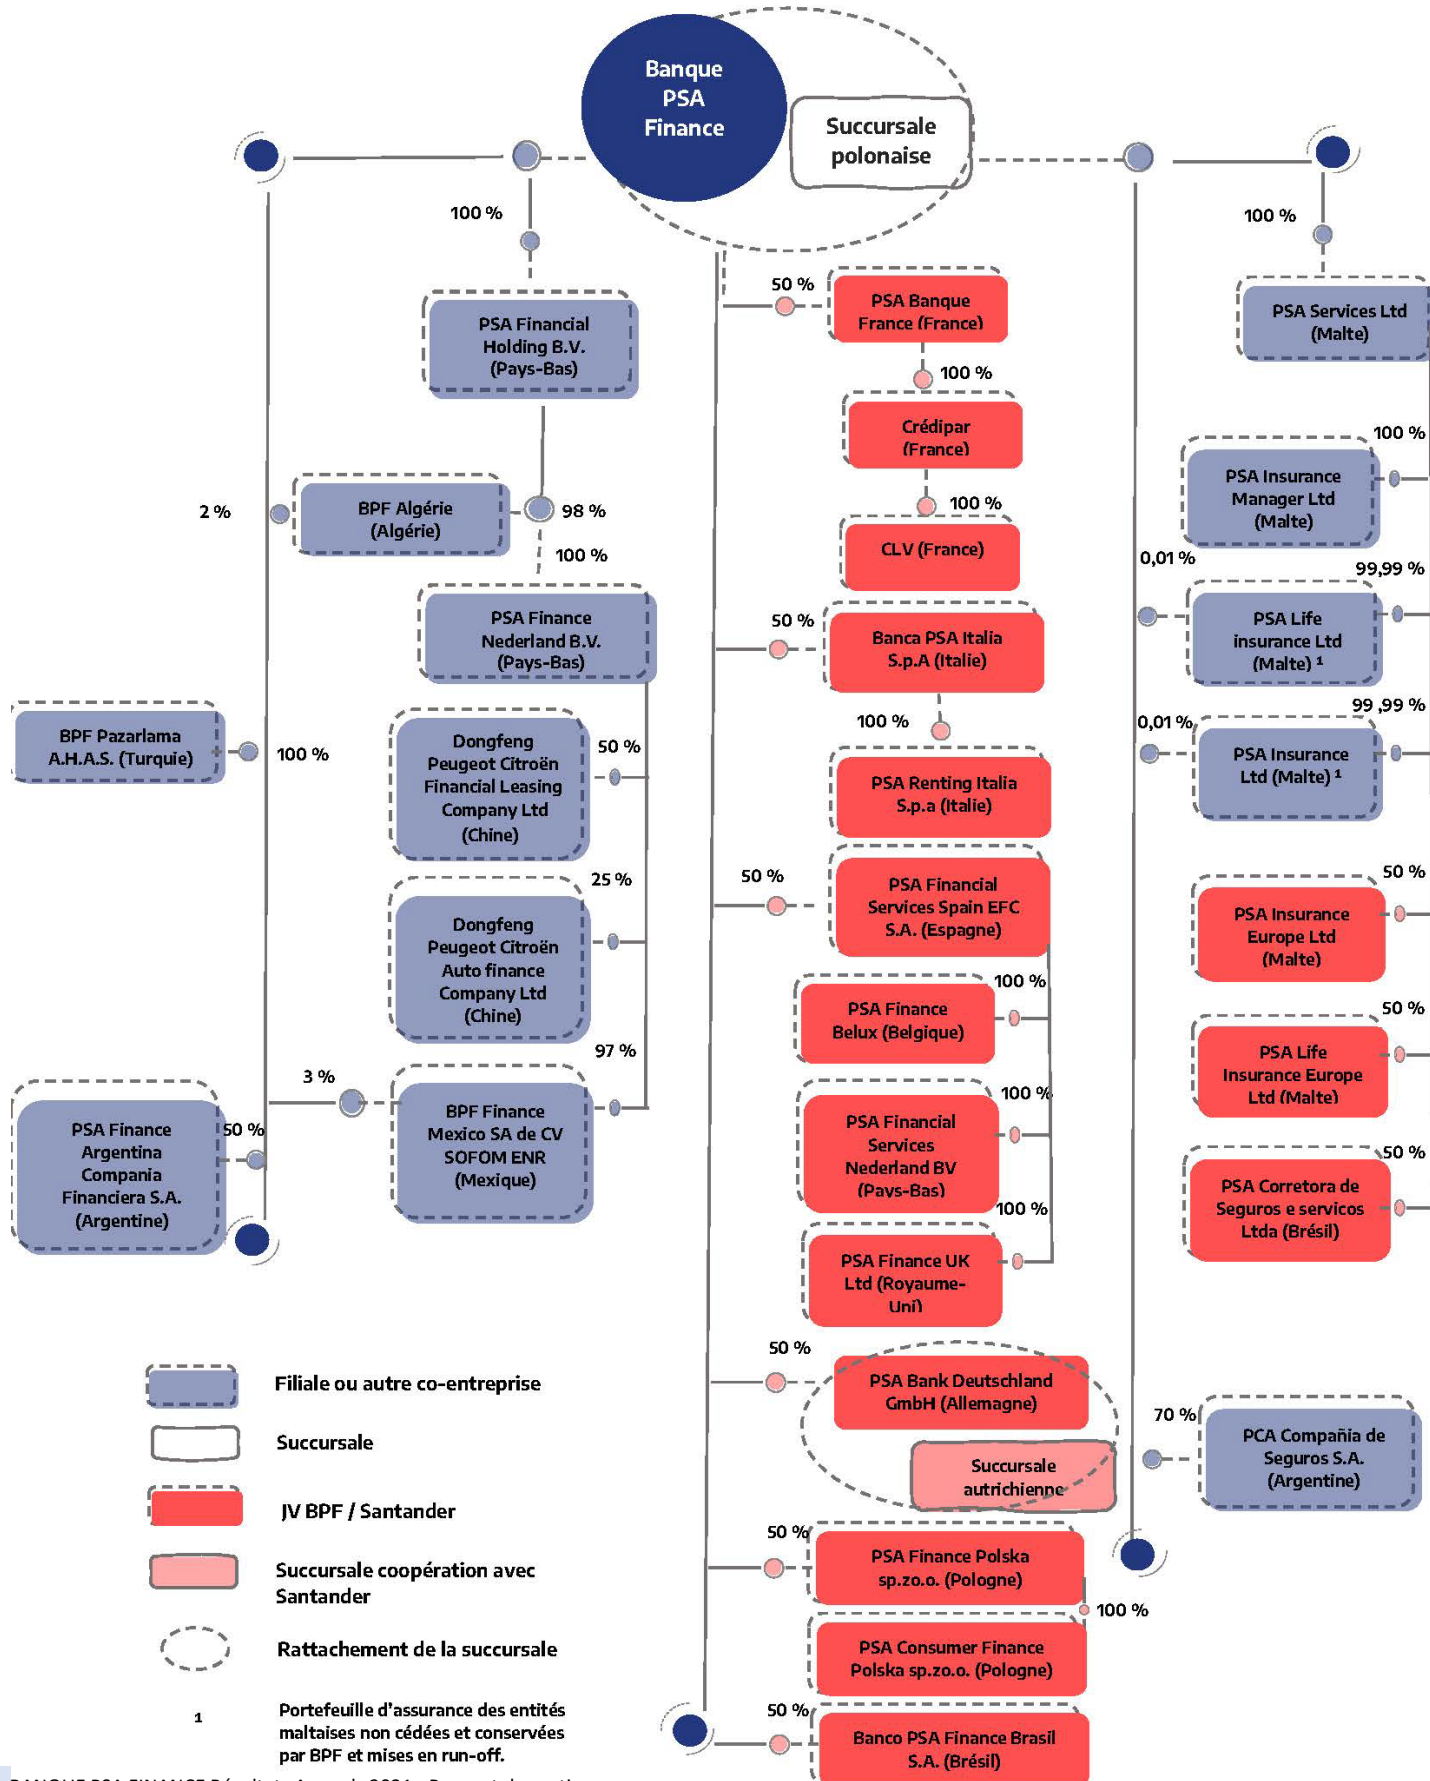 Banque
PSA
Finance
Succursale
polonaise
100 %
PSA Financial
Holding B.V.
(Pays-Bas)
2 %
BPF Algérie
(Algérie)
98 %
100 %
PSA Finance
Nederland B.V.
(Pays-Bas)
BPF Pazarlama
A.H.A.S. (Turquie)
100 %
Dongfeng
Peugeot Citroën
Financial Leasing
Company Ltd
(Chine)
50 %
25 %
Dongfeng
Peugeot Citroën
Auto finance
Company Ltd
(Chine)
97 %
3 %
BPF Finance
Mexico SA de CV
SOFOM ENR
(Mexique)
PSA Finance
Argentina
Compania
Financiera S.A.
(Argentine)
50 %
50 %
PSA Banque
France (France)
100 %
Crédipar
(France)
100 %
CLV (France)
50 %
Banca PSA Italia
S.p.A (Italie)
100 %
PSA Renting Italia
S.p.a (Italie)
50 %
PSA Financial
Services Spain EFC
S.A. (Espagne)
100 %
PSA Finance
Belux (Belgique)
100 %
PSA Financial
Services
Nederland BV
(Pays-Bas)
100 %
PSA Finance UK
Ltd (Royaume-
Uni)
50 %
PSA Bank Deutschland
GmbH (Allemagne)
Succursale
autrichienne
50 %
PSA Finance Polska
sp.zo.o. (Pologne)
100 %
PSA Consumer Finance
Polska sp.zo.o. (Pologne)
50 %
Banco PSA Finance Brasil
S.A. (Brésil)
100 %
PSA Services Ltd
(Malte)
100 %
PSA Insurance
Manager Ltd
(Malte)
0,01 %
99,99 %
PSA Life
insurance Ltd
(Malte) ¹
0,01 %
99 ,99 %
PSA Insurance
Ltd (Malte) ¹
50 %
PSA Insurance
Europe Ltd
(Malte)
50 %
PSA Life
Insurance Europe
Ltd (Malte)
50 %
PSA Corretora de
Seguros e servicos
Ltda (Brésil)
70 %
PCA Compañia de
Seguros S.A.
(Argentine)
Filiale ou autre co-entreprise
Succursale
JV BPF / Santander
Succursale coopération avec
Santander
Rattachement de la succursale
1
Portefeuille d'assurance des entités
maltaises non cédées et conservées
par BPF et mises en run-off.